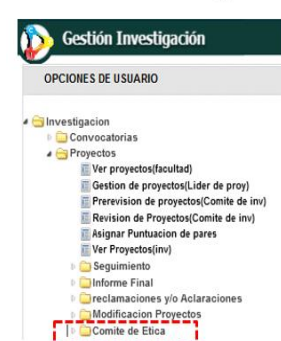 Gestión Investigación
OPCIONES DE USUARIO
Investigacion
Convocatorias
Proyectos
Ver proyectos(facultad)
Gestion de proyectos(Lider de proy)
Prerevision de proyectos(Comite de inv)
Revision de Proyectos(Comite de inv)
Asignar Puntuacion de pares
Ver Proyectos(inv)
Seguimiento
Informe Final
reclamaciones y/o Aclaraciones
Modificacion Proyectos
Comite de Etica